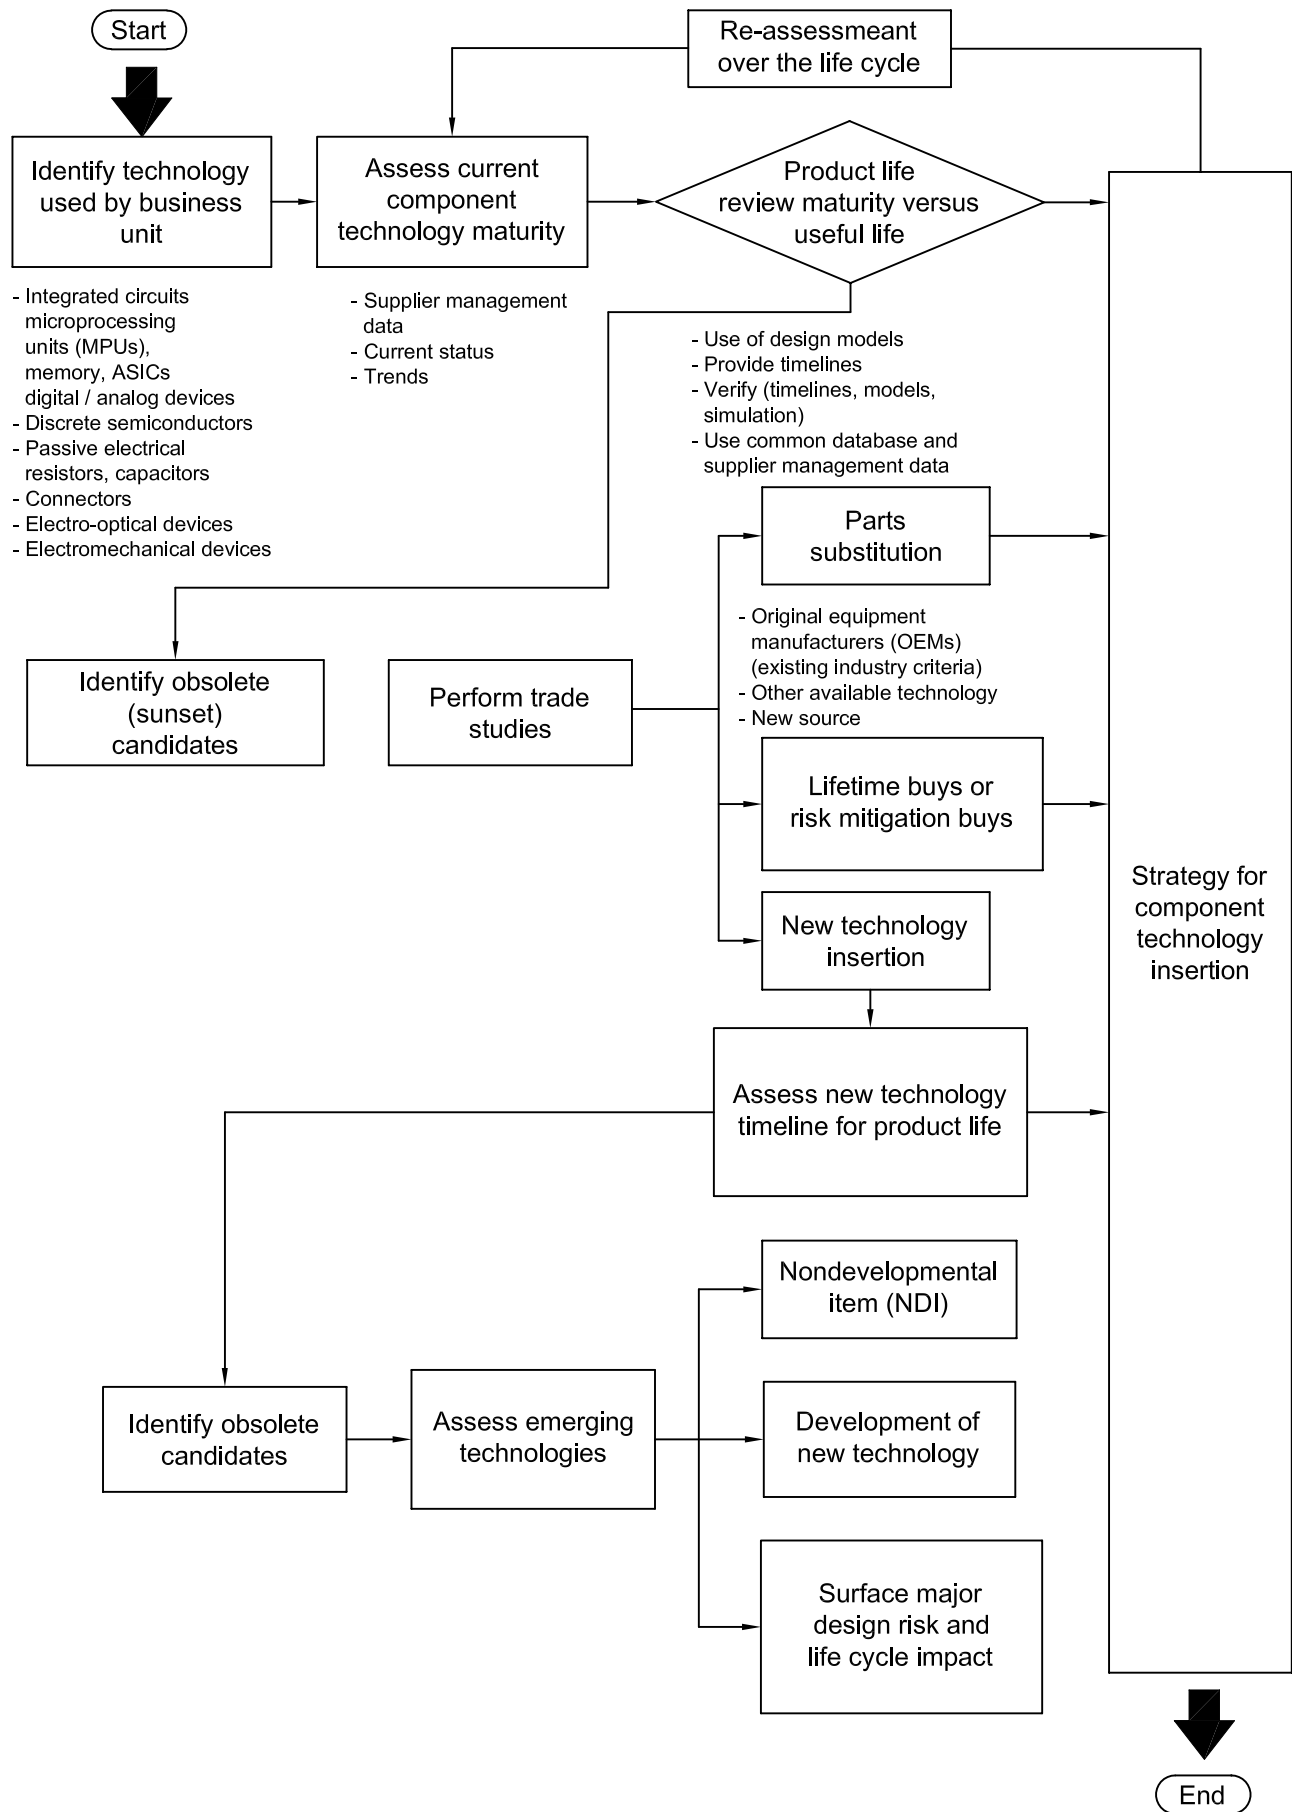 Start
Re-assessmeant
over the life cycle
Identify technology
used by business
unit
Assess current
component
technology maturity
Product life
review maturity versus
useful life
- Integrated circuits
microprocessing
units (MPUs),
memory, ASICs
digital / analog devices
- Discrete semiconductors
- Passive electrical
resistors, capacitors
- Connectors
- Electro-optical devices
- Electromechanical devices
- Supplier management
data
- Current status
- Trends
- Use of design models
- Provide timelines
- Verify (timelines, models,
simulation)
- Use common database and
supplier management data
Parts
substitution
- Original equipment
manufacturers (OEMs)
(existing industry criteria)
- Other available technology
- New source
Identify obsolete
(sunset)
candidates
Perform trade
studies
Lifetime buys or
risk mitigation buys
New technology
insertion
Strategy for
component
technology
insertion
Assess new technology
timeline for product life
Nondevelopmental
item (NDI)
Identify obsolete
candidates
Assess emerging
technologies
Development of
new technology
Surface major
design risk and
life cycle impact
End